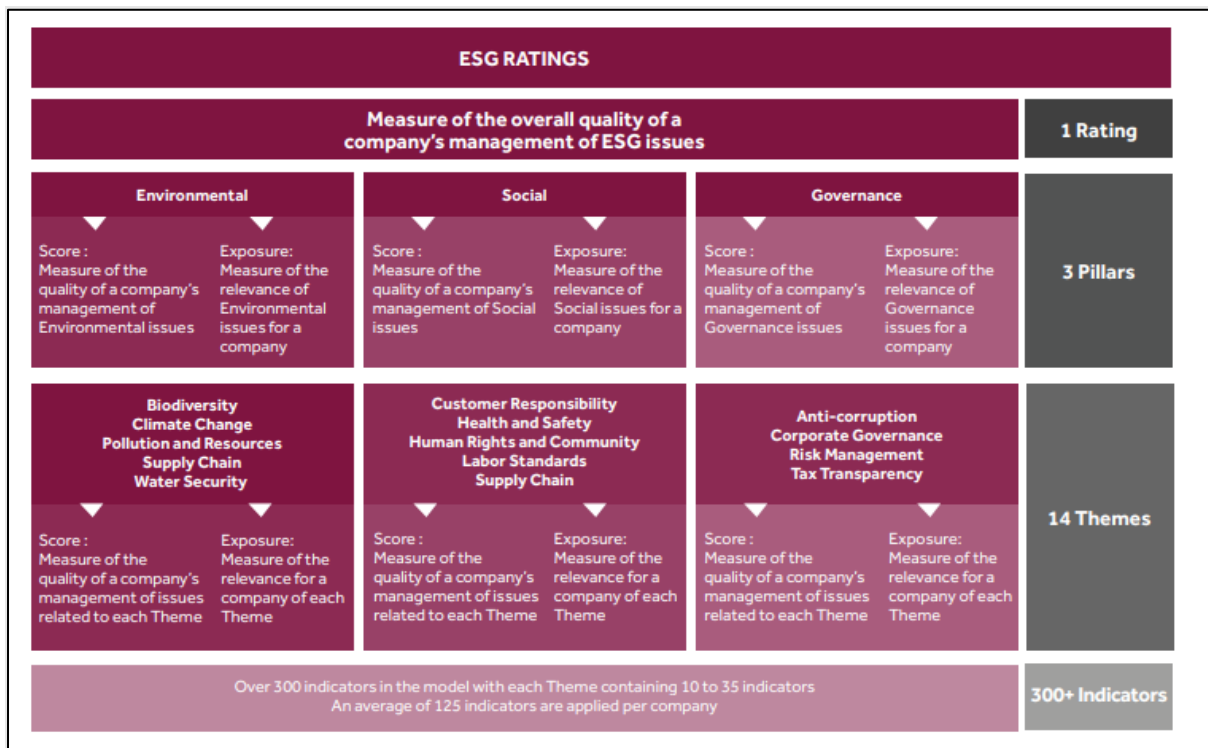 ESG RATINGS
Measure of the overall quality of a
company's management of ESG issues
1 Rating
Environmental
Score :
Measure of the
quality of a company's
management of
Environmental issues
Exposure:
Measure of the
relevance of
Environmental
issues for a
company
Social
Score :
Measure of the
quality of a company's
management of Social
issues
Exposure:
Measure of the
relevance of
Social issues for a
company
Governance
Score :
Measure of the
quality of a company's
management of
Governance issues
Exposure:
Measure of the
relevance of
Governance
issues for a
company
3 Pillars
Biodiversity
Climate Change
Pollution and Resources
Supply Chain
Water Security
Score :
Measure of the
quality of a company's
management of issues
related to each Theme
Exposure:
Measure of the
relevance for a
company of each
Theme
Customer Responsibility
Health and Safety
Human Rights and Community
Labor Standards
Supply Chain
Score :
Measure of the
quality of a company's
management of issues
related to each Theme
Exposure:
Measure of the
relevance for a
company of each
Theme
Anti-corruption
Corporate Governance
Risk Management
Tax Transparency
Score :
Measure of the
quality of a company's
management of issues
related to each Theme
Exposure:
Measure of the
relevance for a
company of each
Theme
14 Themes
Over 300 indicators in the model with each Theme containing 10 to 35 indicators
An average of 125 indicators are applied per company
300+ Indicators